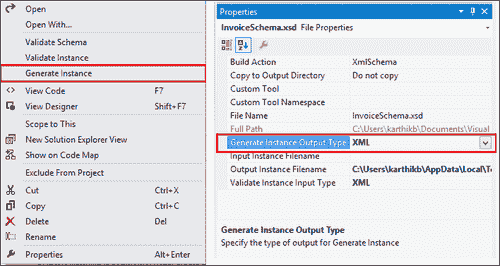 Open
Open With...
Validate Schema
Validate Instance
Generate Instance
View Code F7
View Designer Shift+F7
Scope to This
New Solution Explorer View
Show on Code Map
Exclude From Project
Cut Ctrl+X
Copy Ctrl+C
Delete Del
Rename
Properties Alt+Enter
Properties
InvoiceSchema.xsd File Properties
Build Action XmlSchema
Copy to Output Directory Do not copy
Custom Tool
Custom Tool Namespace
File Name InvoiceSchema.xsd
Full Path C:\Users\karthikb\Documents\Visual
Generate Instance Output Type XML
Input Instance Filename
Output Instance Filename C:\Users\karthikb\AppData\Local\Te
Validate Instance Input Type XML
Generate Instance Output Type
Specify the type of output for Generate Instance